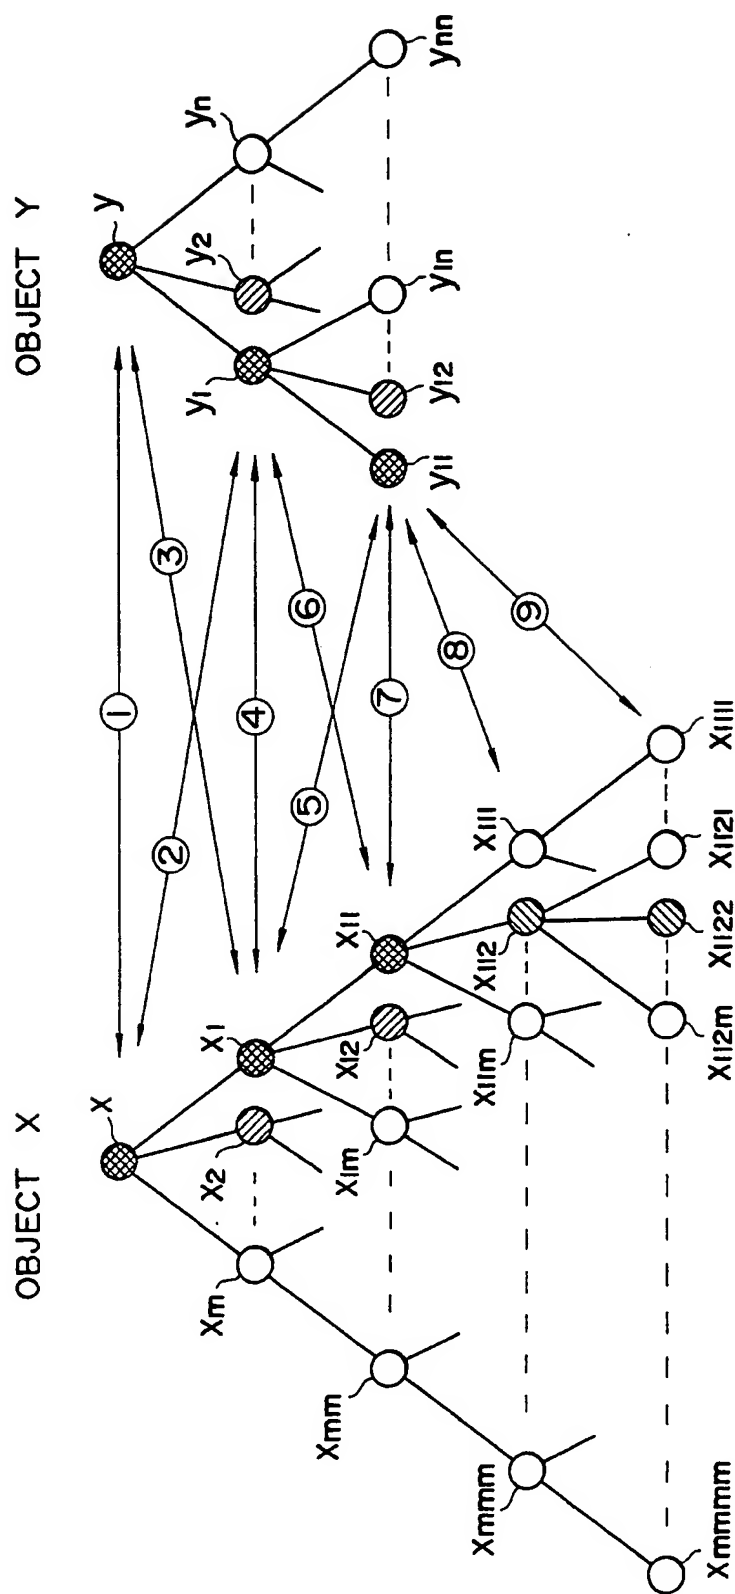 OBJECT X
OBJECT Y
x
y
①
③
②
xm
x2
x1
y1
y2
yn
④
⑥
⑤
xmm
x1m
x12
x11
y11
y12
y1n
ynn
⑦
⑧
⑨
xmmm
x11m
x112
x111
xmmmm
x112m
x1122
x1121
x1111